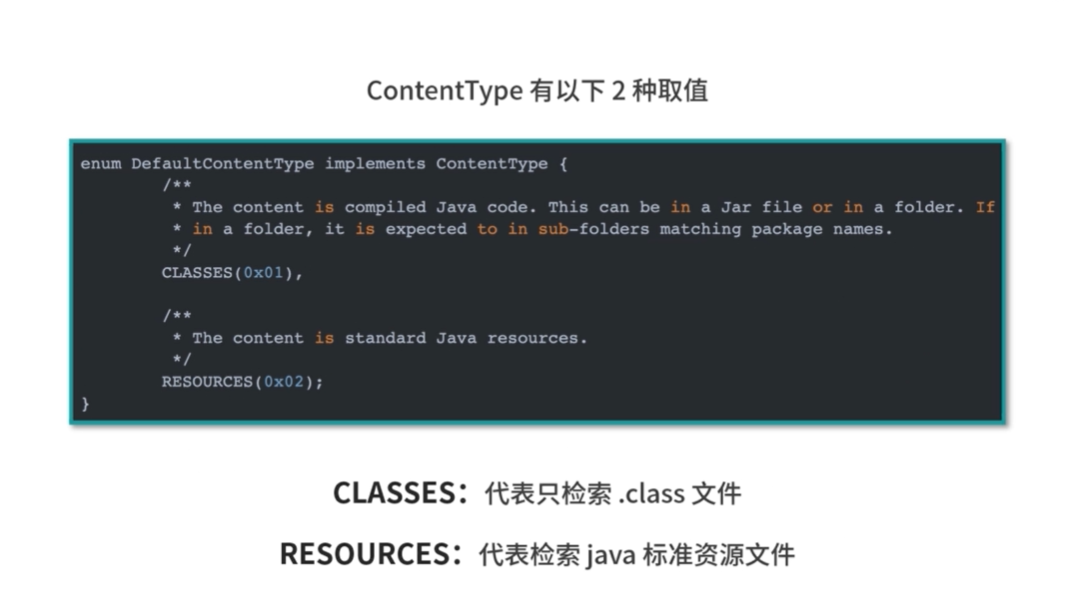 ContentType 有以下 2 种取值
enum DefaultContentType implements ContentType {
/**
* The content is compiled Java code. This can be in a Jar file or in a folder. If
* in a folder, it is expected to in sub-folders matching package names.
*/
CLASSES(0x01),
/**
* The content is standard Java resources.
*/
RESOURCES(0x02);
}
CLASSES：代表只检索 .class 文件
RESOURCES：代表检索 java 标准资源文件